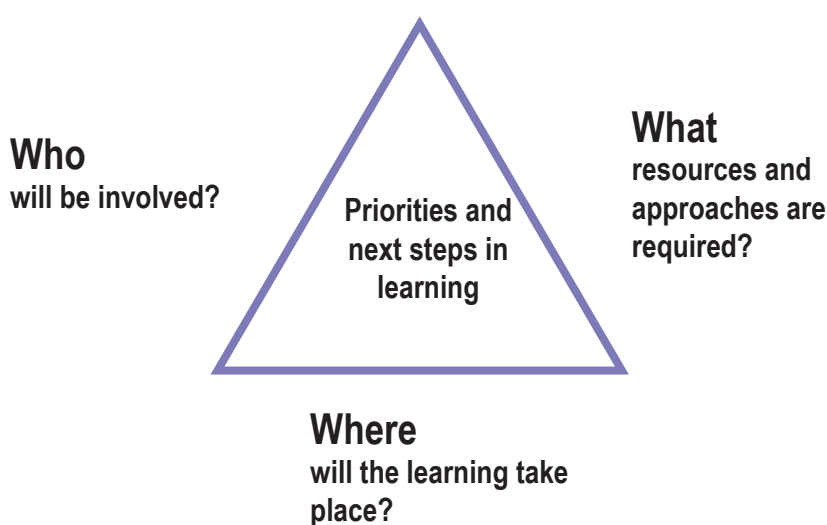 Who
will be involved?
What
resources and
approaches are
required?
Priorities and
next steps in
learning
Where
will the learning take
place?